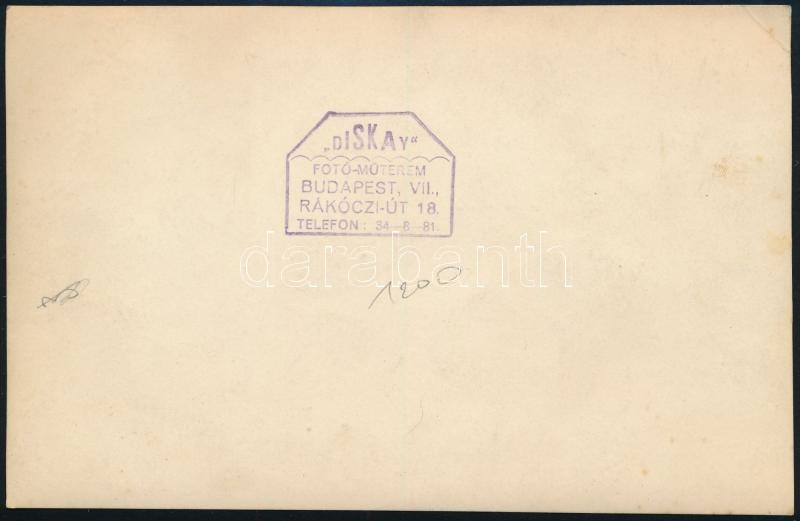 „DISKAY“
FOTÓ-MŰTEREM
BUDAPEST, VII.,
RÁKÓCZI-ÚT 18.
TELEFON: 34-8-81.
darabanth
1200